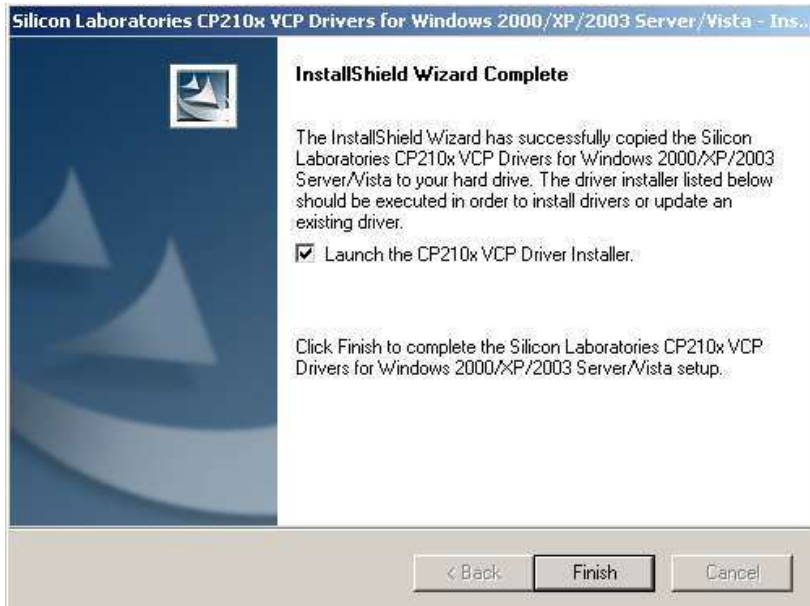 Silicon Laboratories CP210x VCP Drivers for Windows 2000/XP/2003 Server/Vista - Ins...
InstallShield Wizard Complete
The InstallShield Wizard has successfully copied the Silicon
Laboratories CP210x VCP Drivers for Windows 2000/XP/2003
Server/Vista to your hard drive. The driver installer listed below
should be executed in order to install drivers or update an
existing driver.
Launch the CP210x VCP Driver Installer.
Click Finish to complete the Silicon Laboratories CP210x VCP
Drivers for Windows 2000/XP/2003 Server/Vista setup.
< Back
Finish
Cancel